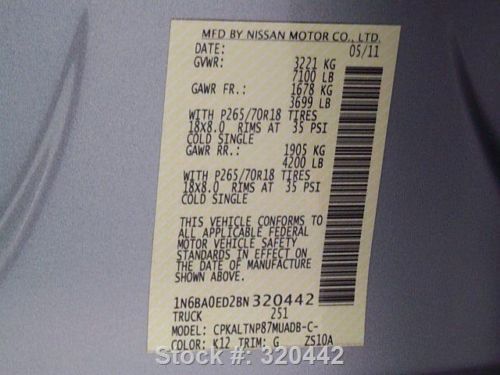 MFD BY NISSAN MOTOR CO., LTD.
DATE: 05/11
GVWR: 3221 KG
7100 LB
GAWR FR.: 1678 KG
3699 LB
WITH P265/70R18 TIRES
18X8.0 RIMS AT 35 PSI
COLD SINGLE
GAWR RR.: 1905 KG
4200 LB
WITH P265/70R18 TIRES
18X8.0 RIMS AT 35 PSI
COLD SINGLE
THIS VEHICLE CONFORMS TO
ALL APPLICABLE FEDERAL
MOTOR VEHICLE SAFETY
STANDARDS IN EFFECT ON
THE DATE OF MANUFACTURE
SHOWN ABOVE.
1N6BA0ED2BN320442
TRUCK 251
MODEL: CPKALTNP87MUADB-C-
COLOR: K12 TRIM: G ZS10A
Stock #: 320442